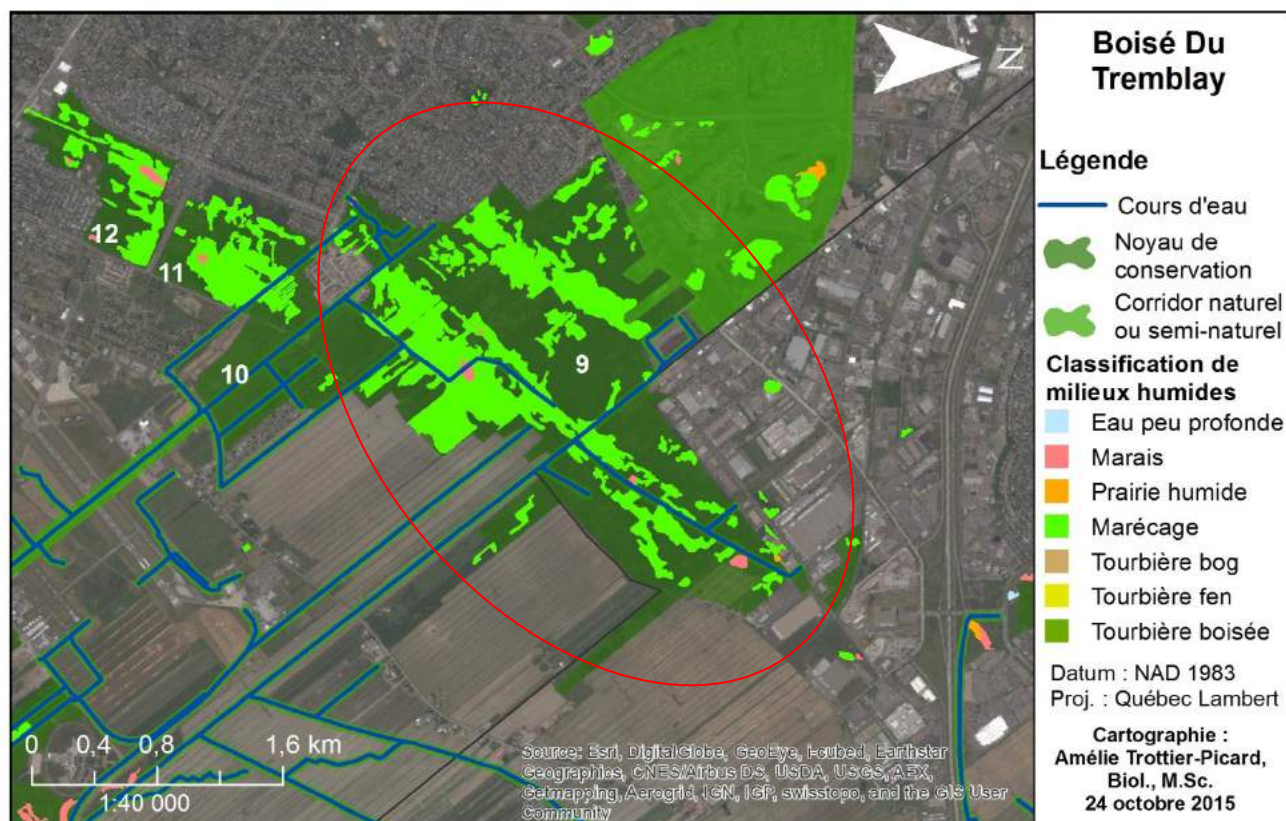 Boisé Du
Tremblay
N
Légende
Cours d'eau
Noyau de
conservation
Corridor naturel
ou semi-naturel
Classification de
milieux humides
Eau peu profonde
Marais
Prairie humide
Marécage
Tourbière bog
Tourbière fen
Tourbière boisée
Datum : NAD 1983
Proj. : Québec Lambert
Cartographie :
Amélie Trottier-Picard,
Biol., M.Sc.
24 octobre 2015
12
11
10
9
0 0,4 0,8 1,6 km
1:40 000
Source: Esri, DigitalGlobe, GeoEye, i-cubed, Earthstar
Geographics, CNES/Airbus DS, USDA, USGS, AEX,
Getmapping, Aerogrid, IGN, IGP, swisstopo, and the GIS User
Community